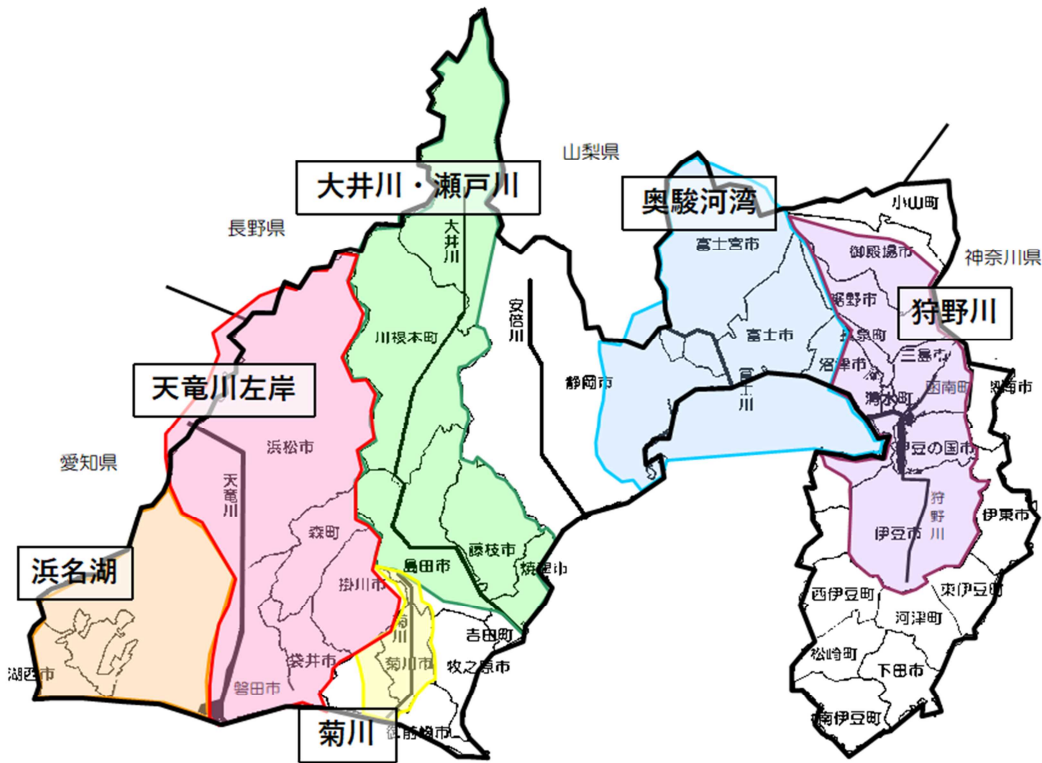 山梨県
大井川・瀬戸川
奥駿河湾
小山町
長野県
大井川
富士宮市
御殿場市
神奈川県
安倍川
裾野市
狩野川
川根本町
富士市
長泉町
三島市
沼津市
函南町
静岡市
富士川
熱海市
天竜川左岸
清水町
浜松市
伊豆の国市
愛知県
天竜川
狩野川
伊東市
森町
伊豆市
藤枝市
島田市
焼津市
浜名湖
掛川市
西伊豆町
東伊豆町
菊川
河津町
吉田町
松崎町
袋井市
菊川市
牧之原市
下田市
湖西市
磐田市
南伊豆町
菊川
御前崎市